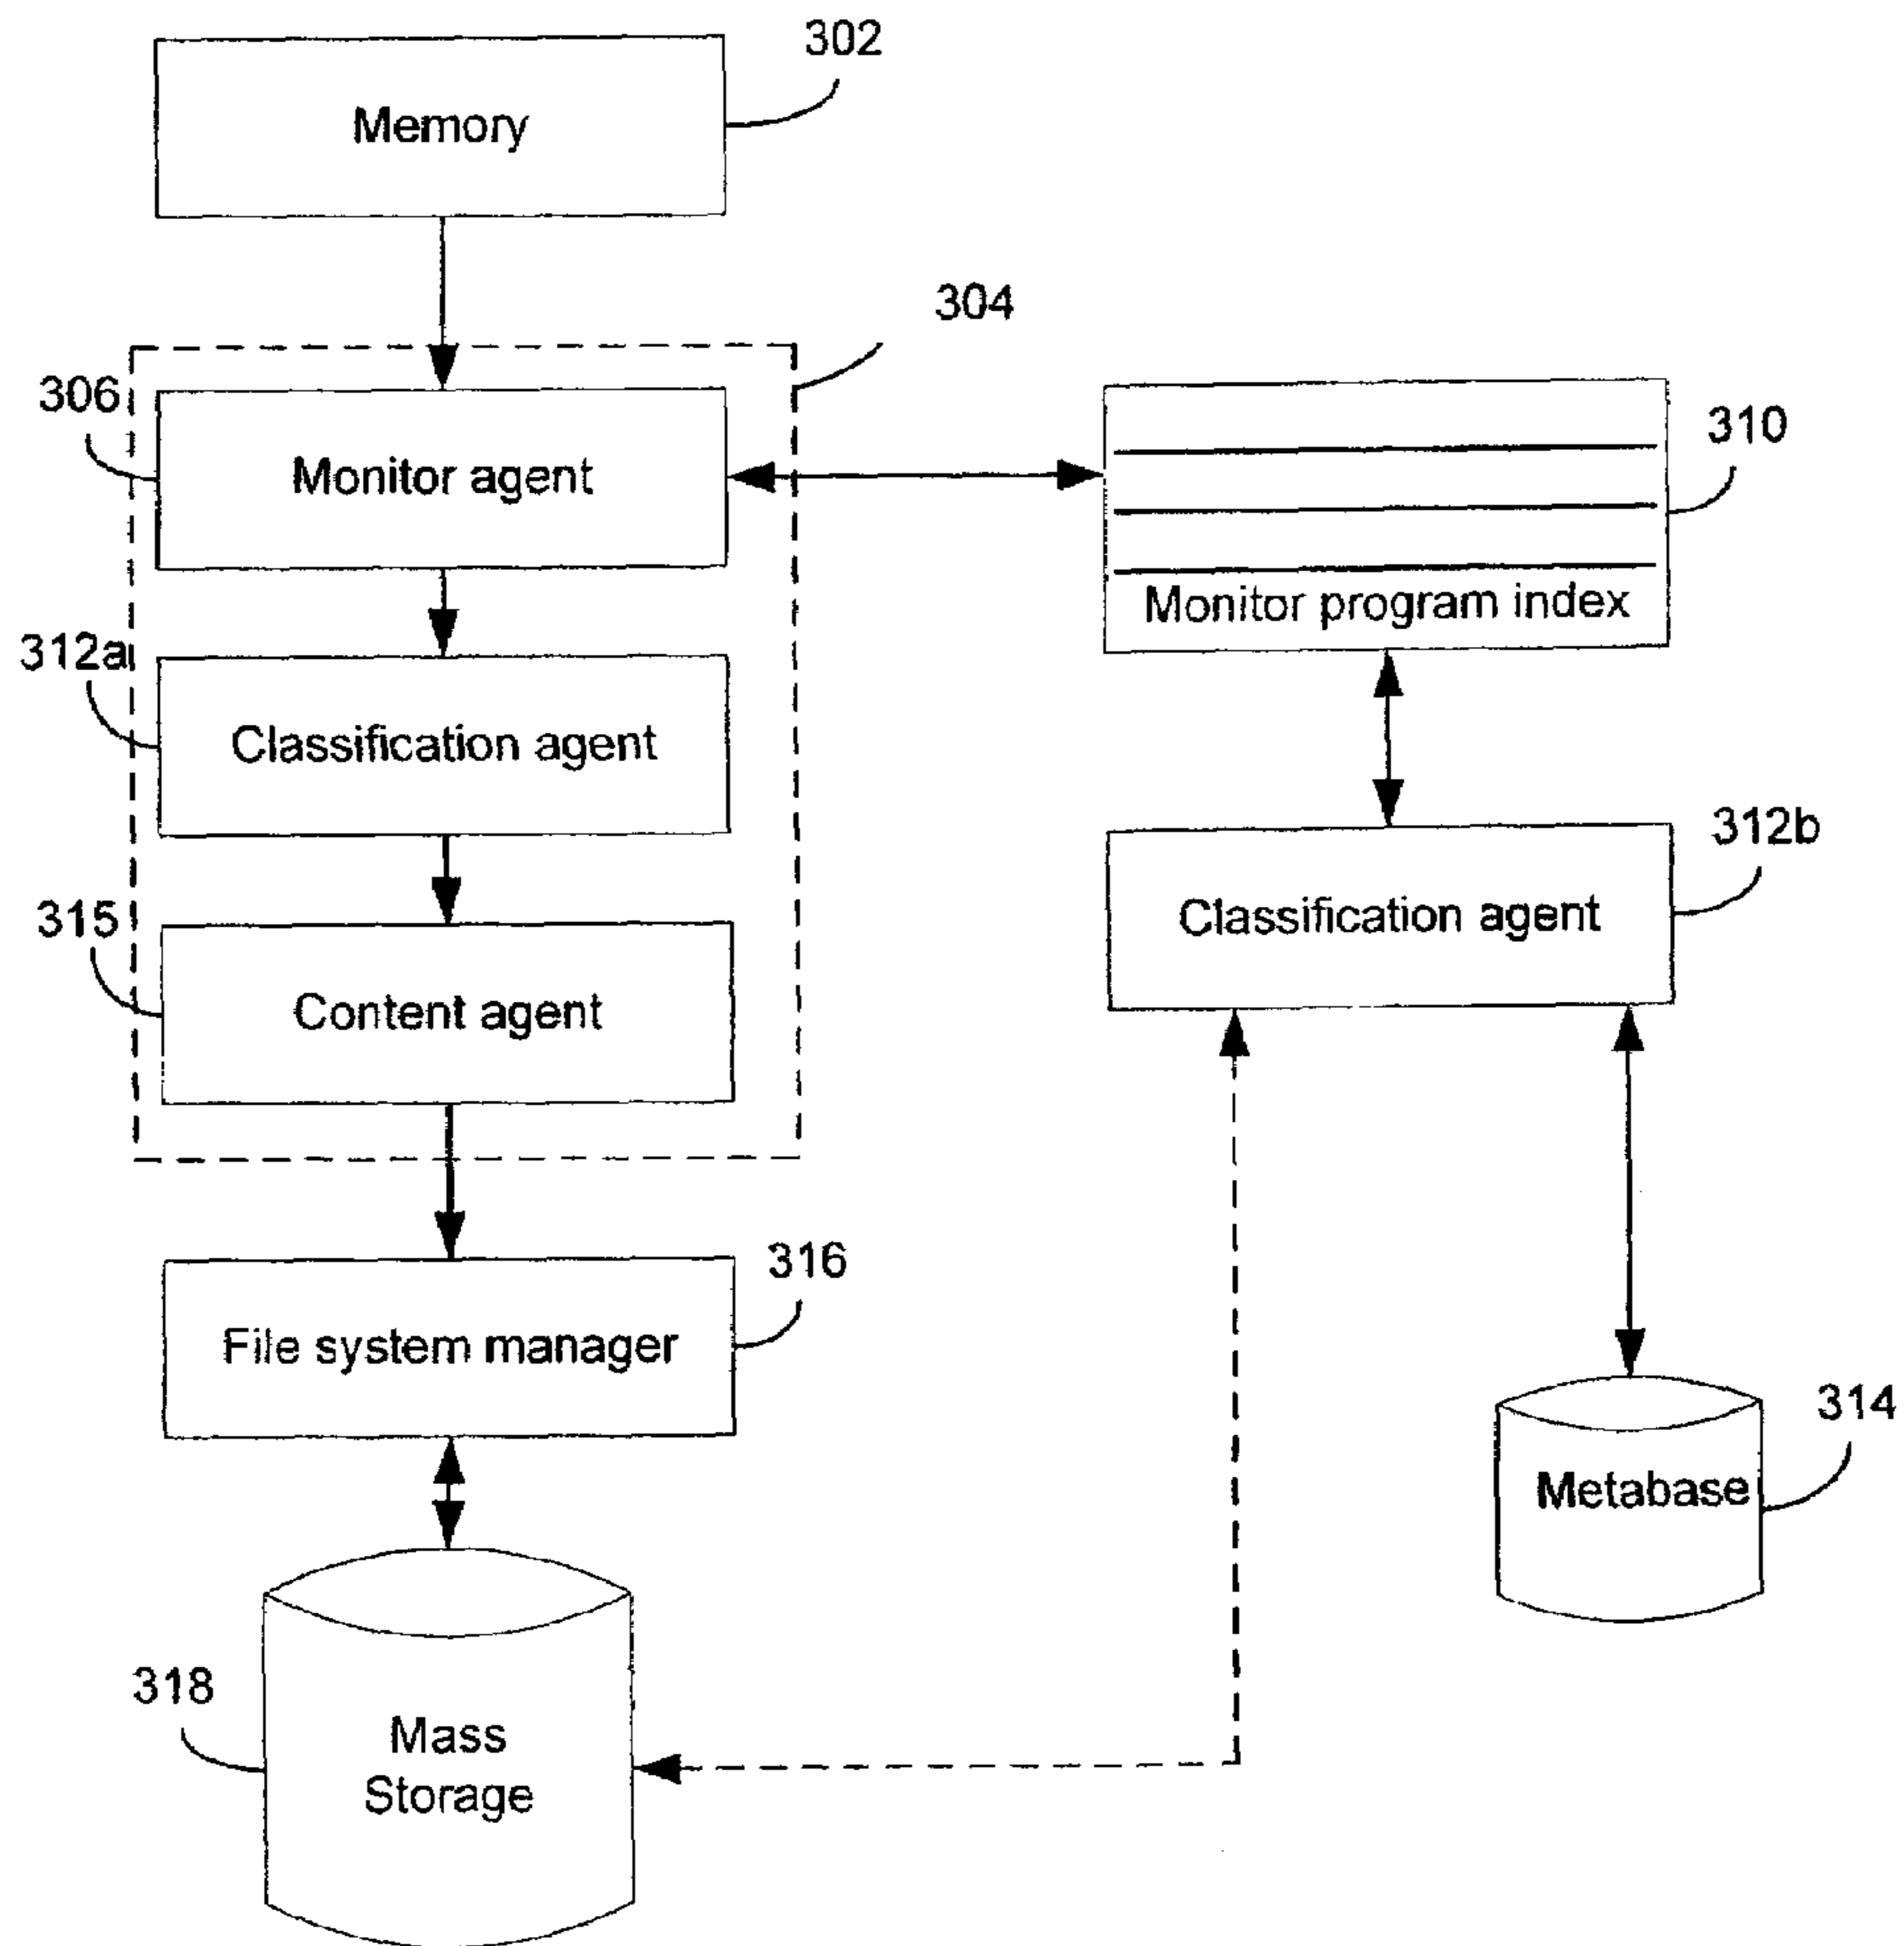 302
Memory
304
306
Monitor agent
310
Monitor program index
312a
Classification agent
312b
Classification agent
315
Content agent
316
File system manager
314
Metabase
318
Mass
Storage